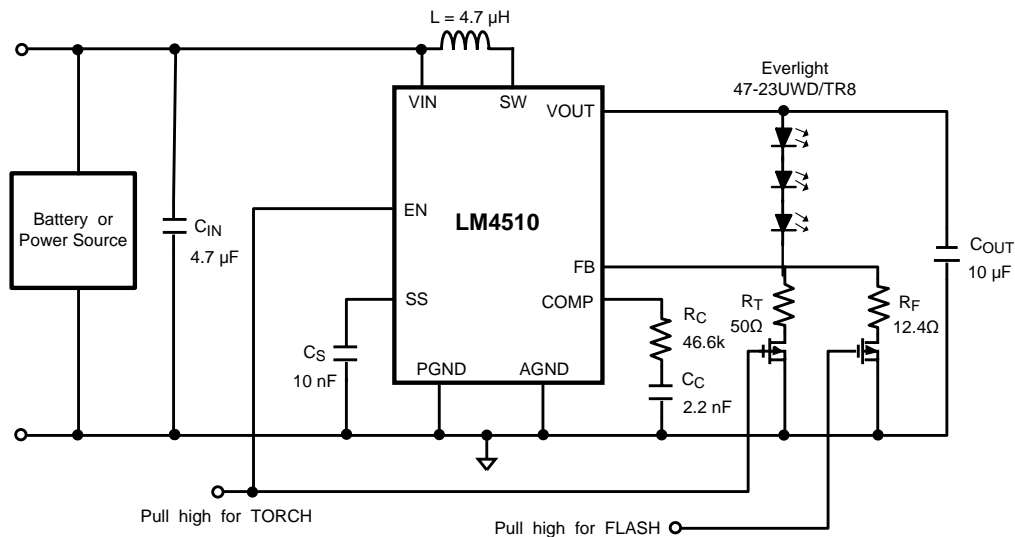 L = 4.7 µH
Everlight
47-23UWD/TR8
VIN
SW
VOUT
Battery or
Power Source
CIN
4.7 µF
EN
LM4510
FB
COUT
10 µF
SS
COMP
RT
50Ω
RF
12.4Ω
RC
46.6k
CS
10 nF
PGND
AGND
CC
2.2 nF
Pull high for TORCH
Pull high for FLASH